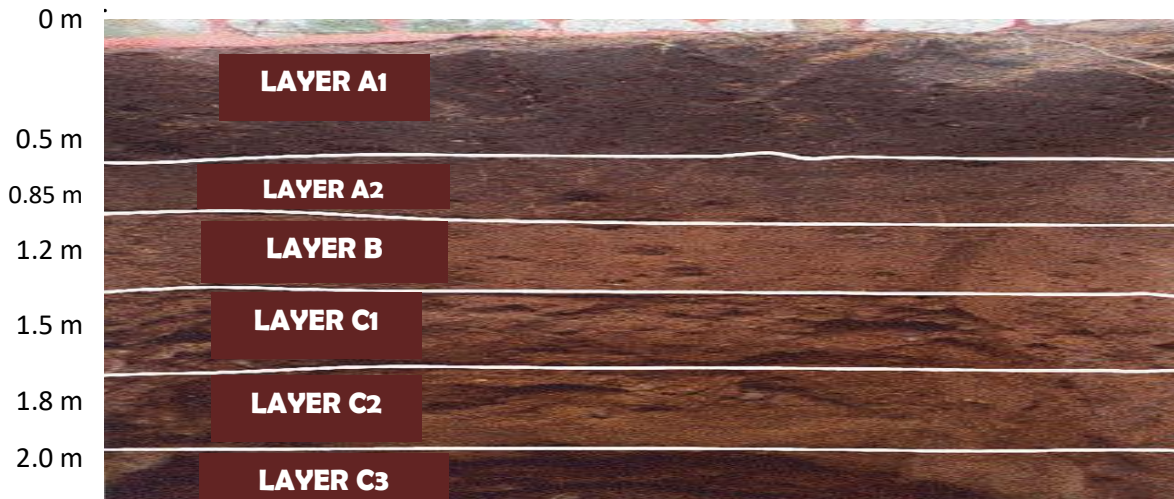 0 m
LAYER A1
0.5 m
LAYER A2
0.85 m
LAYER B
1.2 m
LAYER C1
1.5 m
LAYER C2
1.8 m
2.0 m
LAYER C3